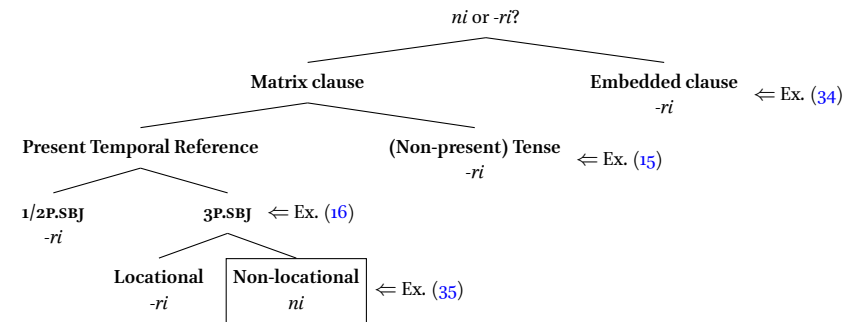 ni or -ri?
Matrix clause Embedded clause ⇐ Ex. (34)
-ri
Present Temporal Reference (Non-present) Tense ⇐ Ex. (15)
-ri
1/2P.SBJ 3P.SBJ ⇐ Ex. (16)
-ri
Locational Non-locational ⇐ Ex. (35)
-ri ni